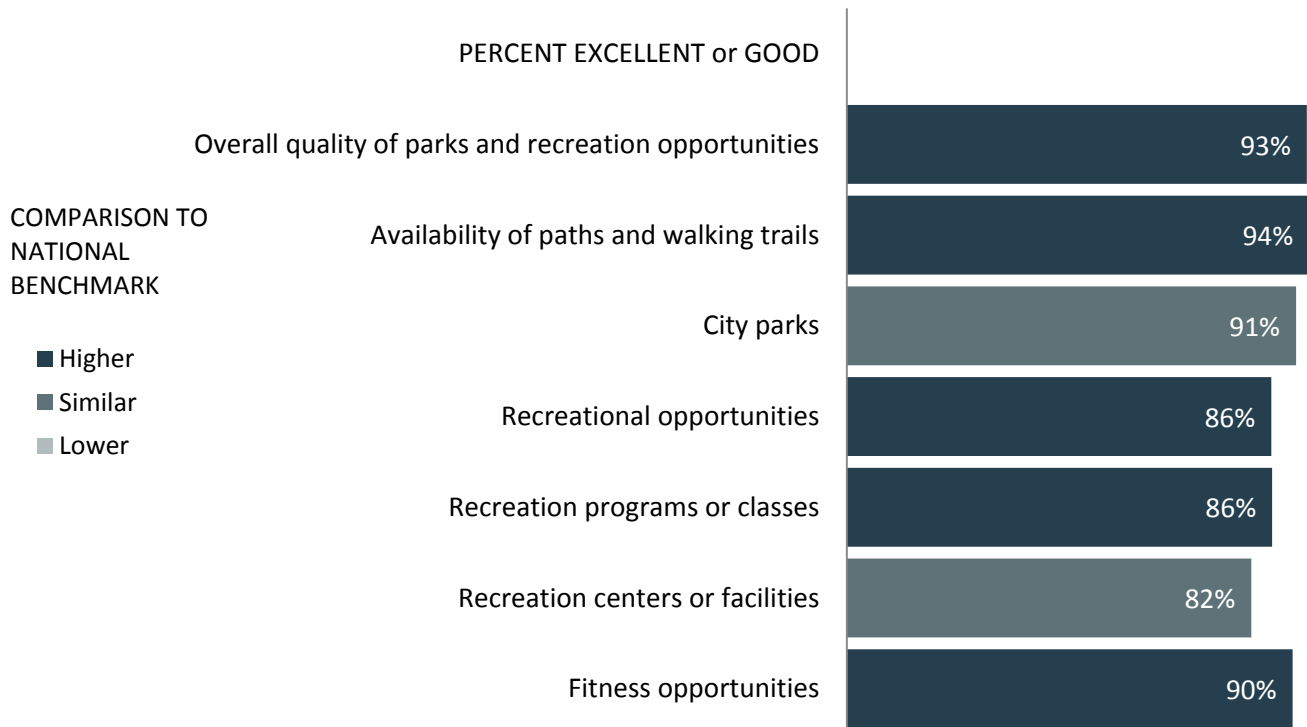 PERCENT EXCELLENT or GOOD
Overall quality of parks and recreation opportunities 93%
COMPARISON TO
NATIONAL
BENCHMARK
Higher
Similar
Lower
Availability of paths and walking trails 94%
City parks 91%
Recreational opportunities 86%
Recreation programs or classes 86%
Recreation centers or facilities 82%
Fitness opportunities 90%